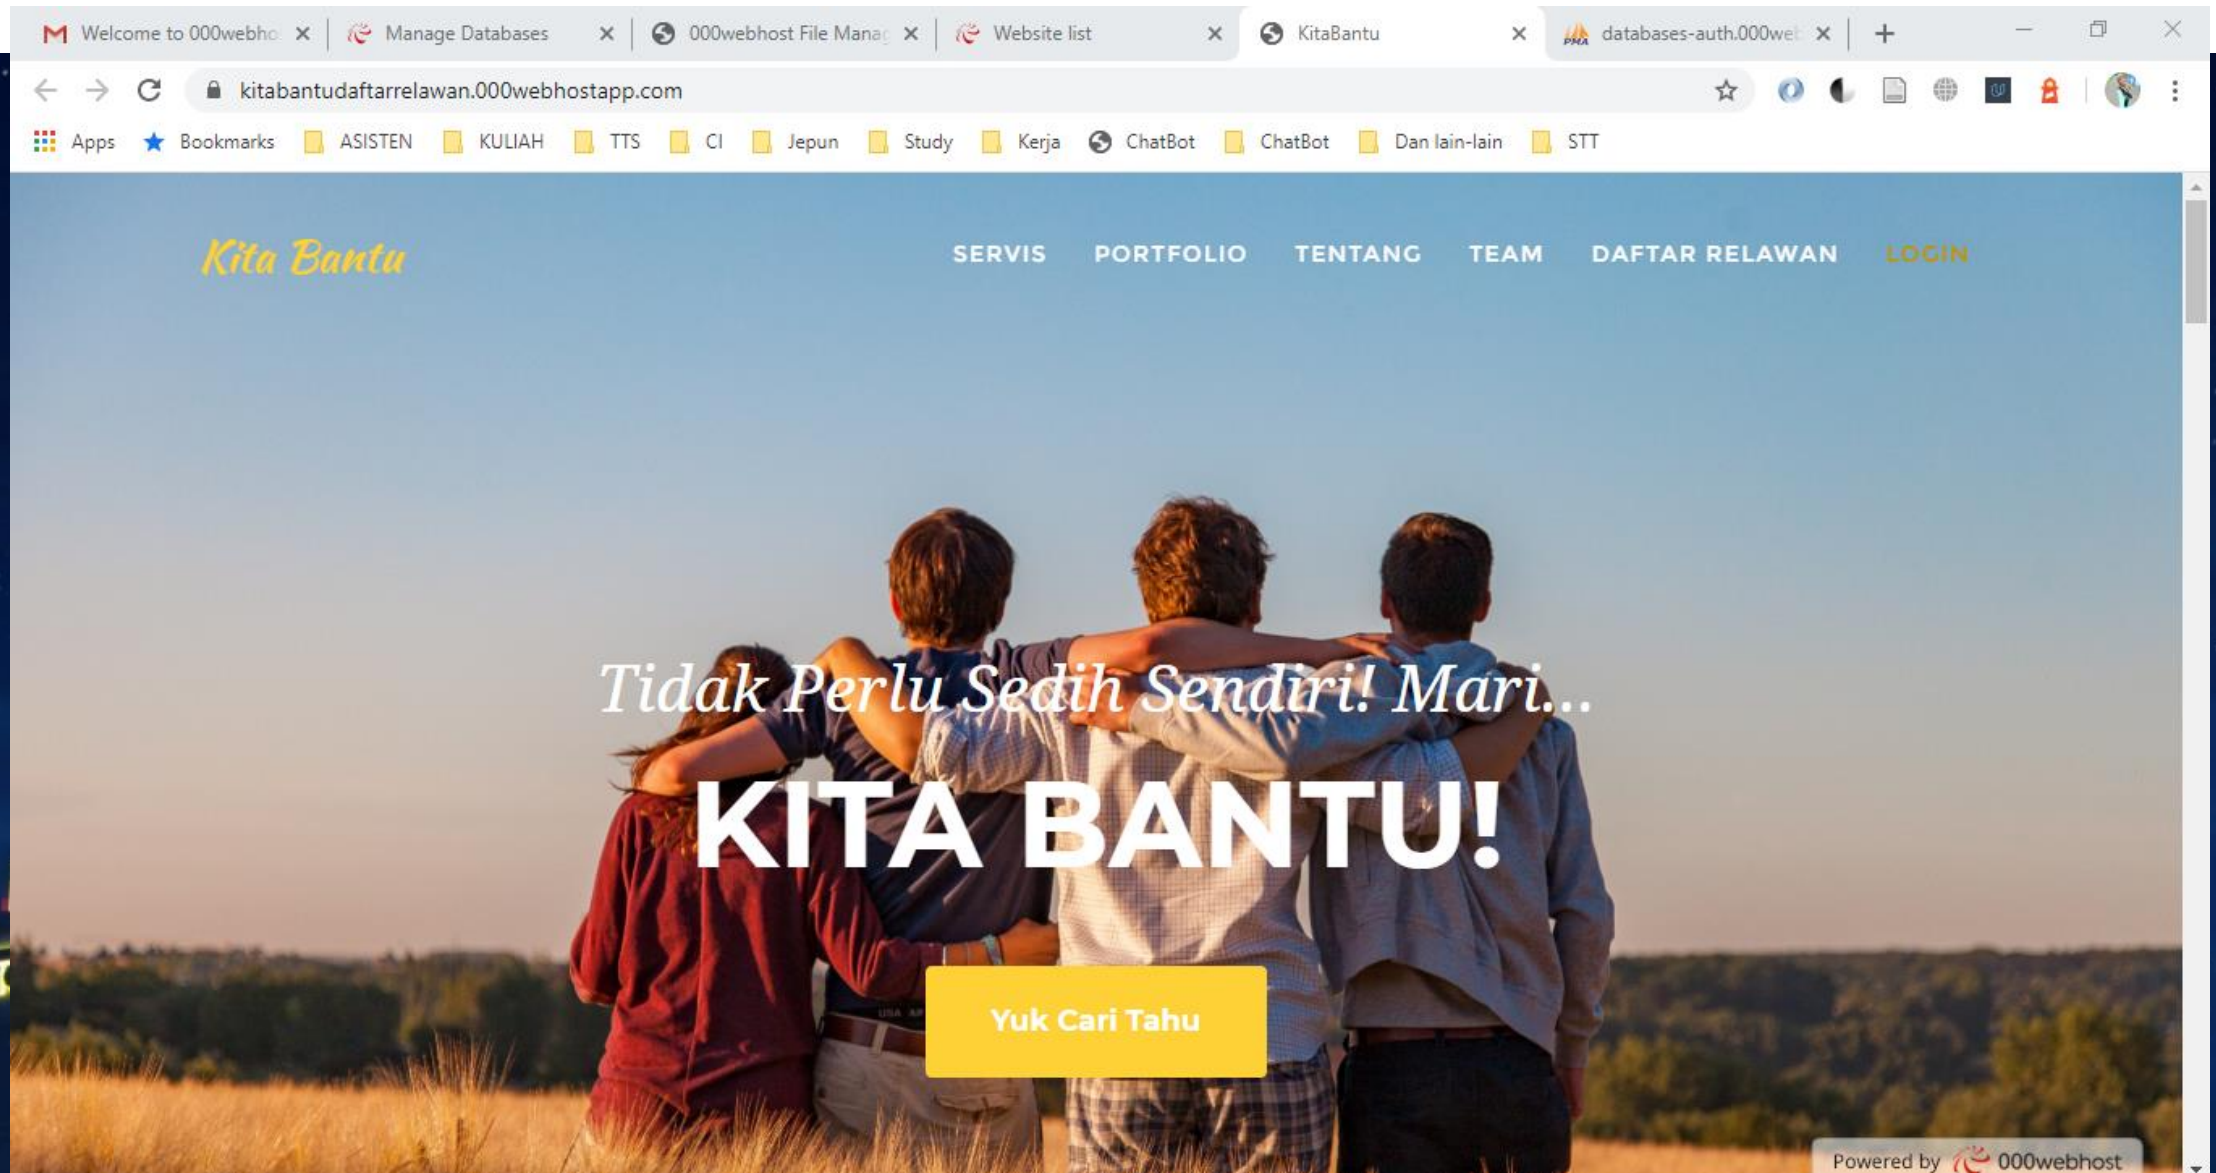 Welcome to 000webho
Manage Databases
000webhost File Manag
Website list
KitaBantu
databases-auth.000we
kitabantudaftarrelawan.000webhostapp.com
Apps Bookmarks ASISTEN KULIAH TTS CI Jepun Study Kerja ChatBot ChatBot Dan lain-lain STT
Kita Bantu
SERVIS PORTFOLIO TENTANG TEAM DAFTAR RELAWAN LOGIN
Tidak Perlu Sedih Sendiri! Mari...
KITA BANTU!
Yuk Cari Tahu
Powered by 000webhost